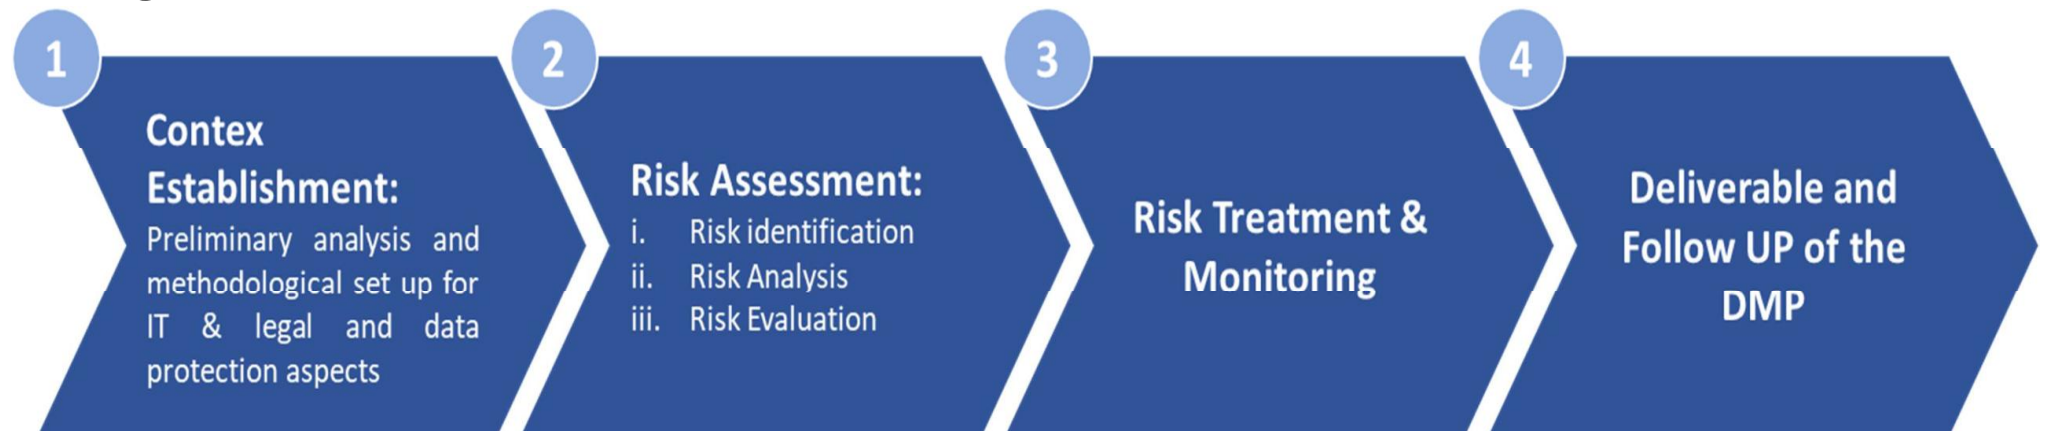 1
Contex
Establishment:
Preliminary analysis and
methodological set up for
IT & legal and data
protection aspects
2
Risk Assessment:
i. Risk identification
ii. Risk Analysis
iii. Risk Evaluation
3
Risk Treatment &
Monitoring
4
Deliverable and
Follow UP of the
DMP